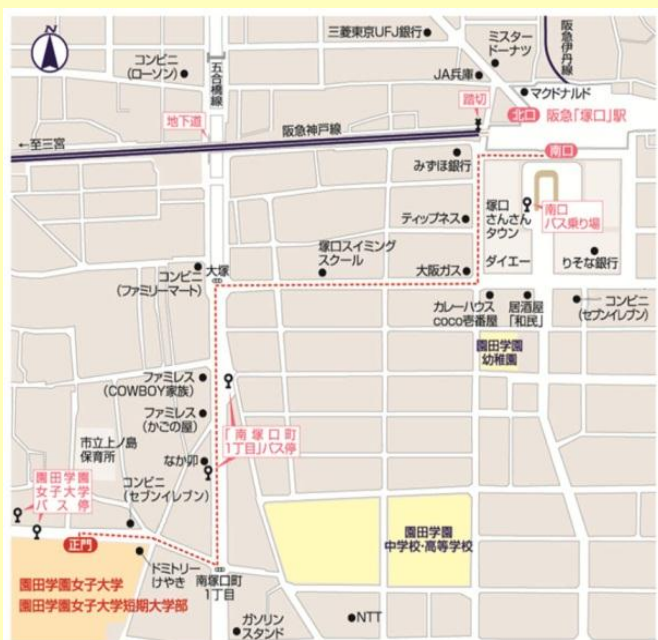 N
三菱東京UFJ銀行
ミスター
ドーナツ
阪急伊丹線
コンビニ
(ローソン)
五合橋線
JA兵庫
マクドナルド
踏切
北口
阪急「塚口」駅
地下道
阪急神戸線
←至三宮
南口
みずほ銀行
ティップネス
塚口
さんさん
タウン
南口
バス乗り場
塚口スイミング
スクール
大阪ガス
ダイエー
りそな銀行
大塚
コンビニ
(ファミリーマート)
カレーハウス
coco壱番屋
居酒屋
「和民」
コンビニ
(セブンイレブン)
園田学園
幼稚園
ファミレス
(COWBOY家族)
ファミレス
(かごの屋)
「南塚口町
1丁目」バス停
市立上ノ島
保育所
なか卯
園田学園
女子大学
バス停
コンビニ
(セブンイレブン)
正門
園田学園
中学校・高等学校
ドミトリー
けやき
南塚口町
1丁目
園田学園女子大学
園田学園女子大学短期大学部
ガソリン
スタンド
NTT